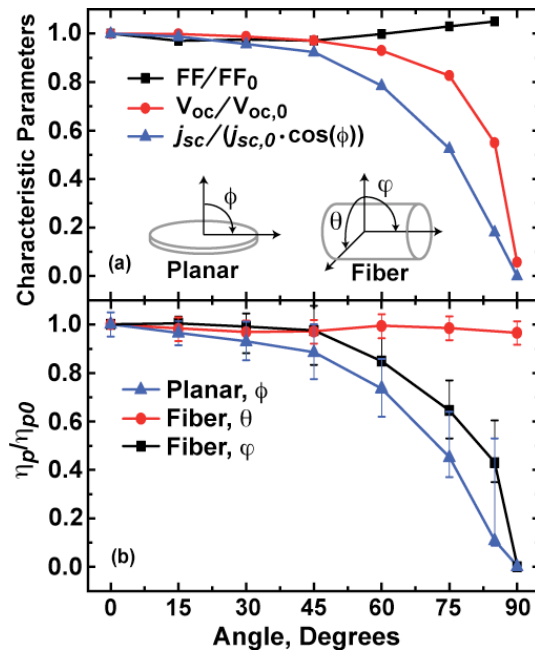 Characteristic Parameters
1.0
0.8
0.6
0.4
0.2
0.0
FF/FF₀
Vₒc/Vₒc,₀
jsc/(jsc,0·cos(ϕ))
ϕ
θ
φ
Planar
Fiber
(a)
ηp/ηp0
1.0
0.8
0.6
0.4
0.2
0.0
Planar, ϕ
Fiber, θ
Fiber, φ
(b)
0 15 30 45 60 75 90
Angle, Degrees